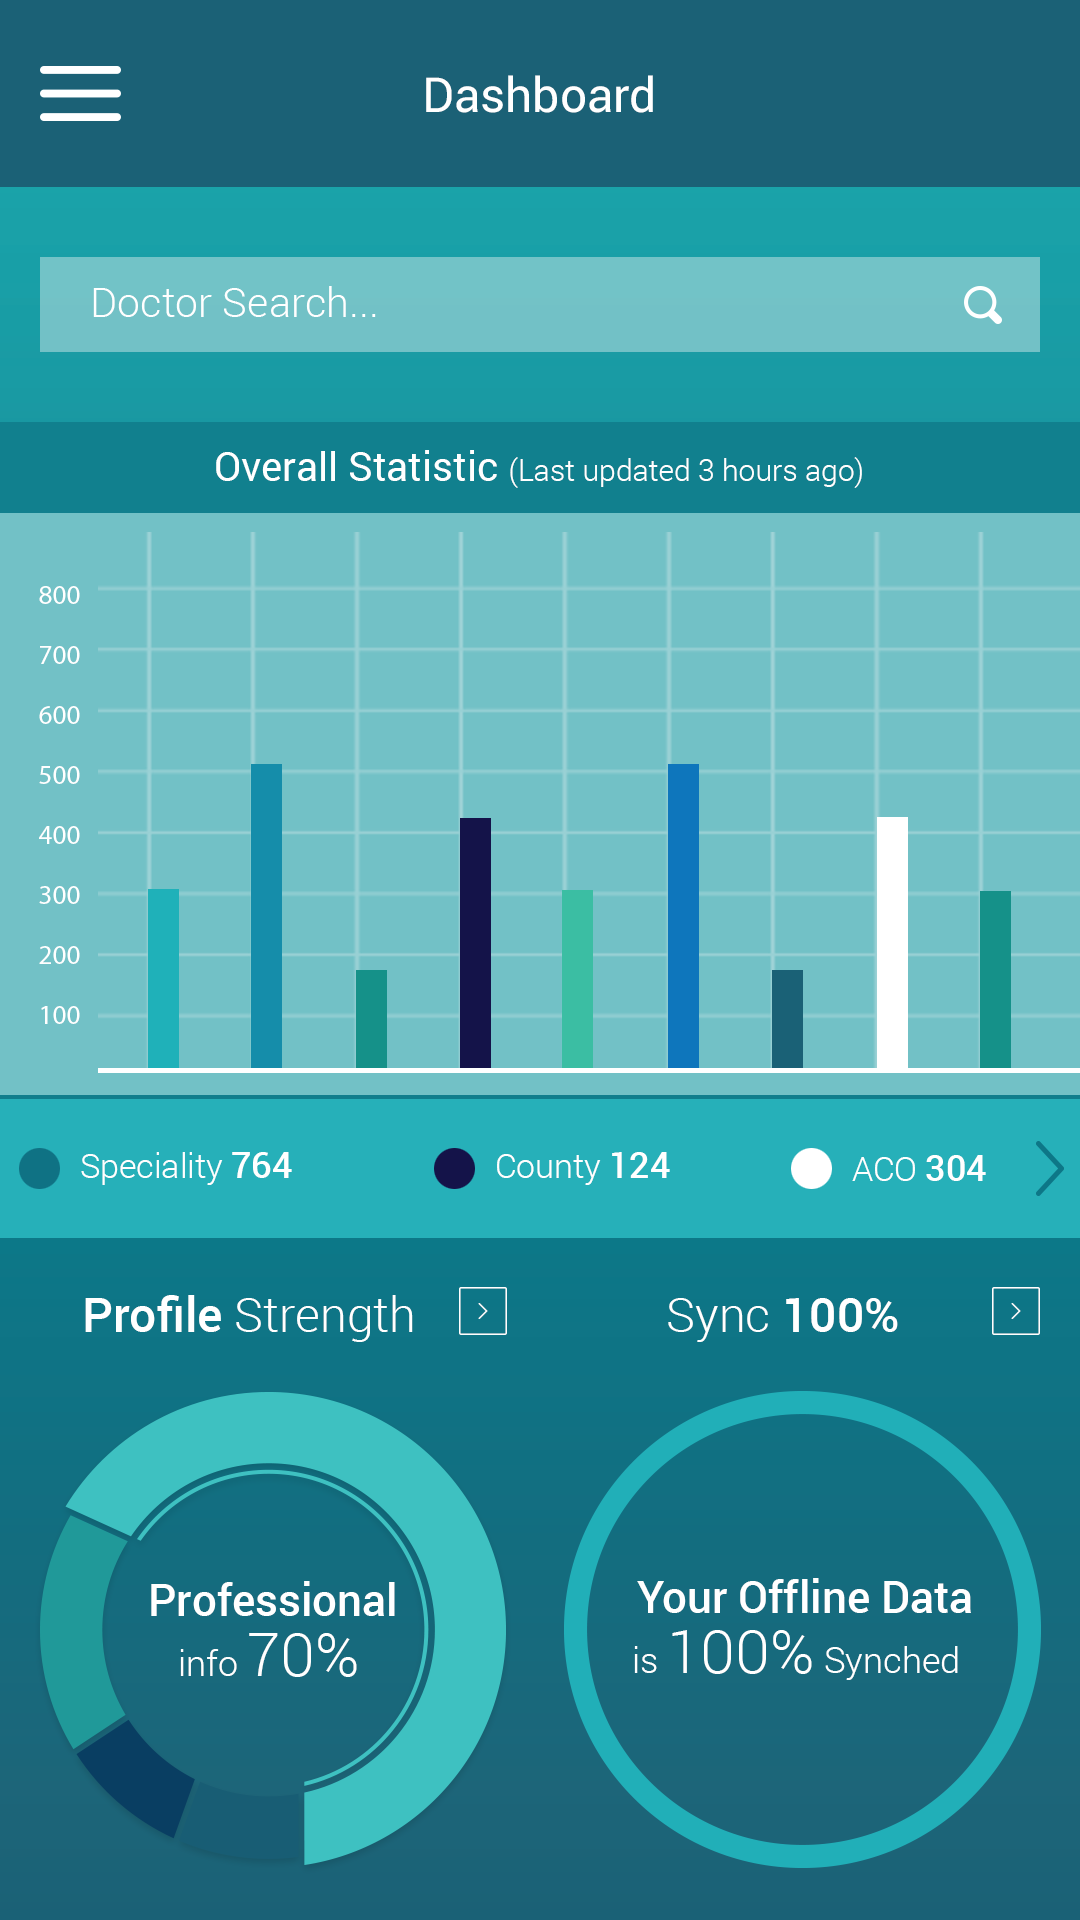 Dashboard
Doctor Search...
Overall Statistic (Last updated 3 hours ago)
800
700
600
500
400
300
200
100
Speciality 764
County 124
ACO 304
Profile Strength
Sync 100%
Professional
info 70%
Your Offline Data
is 100% Synched